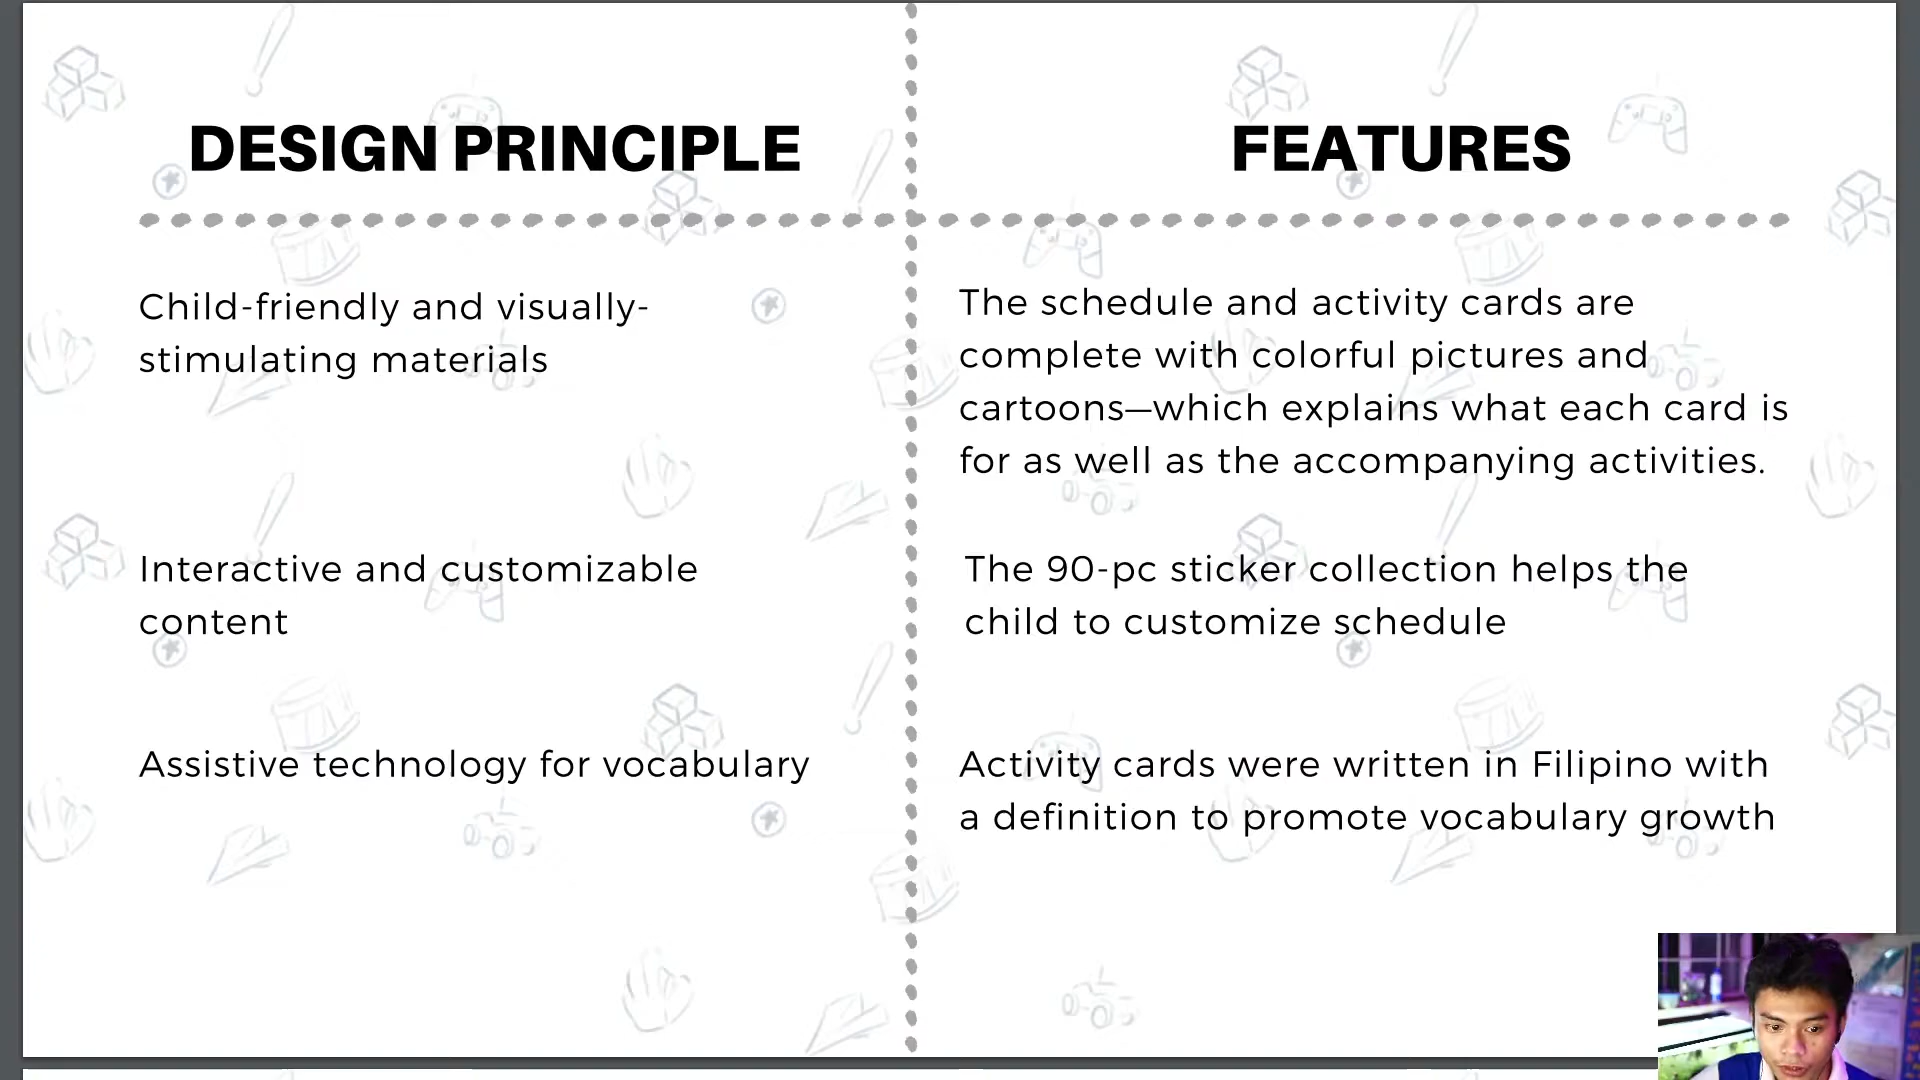 DESIGN PRINCIPLE
FEATURES
Child-friendly and visually-
stimulating materials
The schedule and activity cards are
complete with colorful pictures and
cartoons—which explains what each card is
for as well as the accompanying activities.
Interactive and customizable
content
The 90-pc sticker collection helps the
child to customize schedule
Assistive technology for vocabulary
Activity cards were written in Filipino with
a definition to promote vocabulary growth